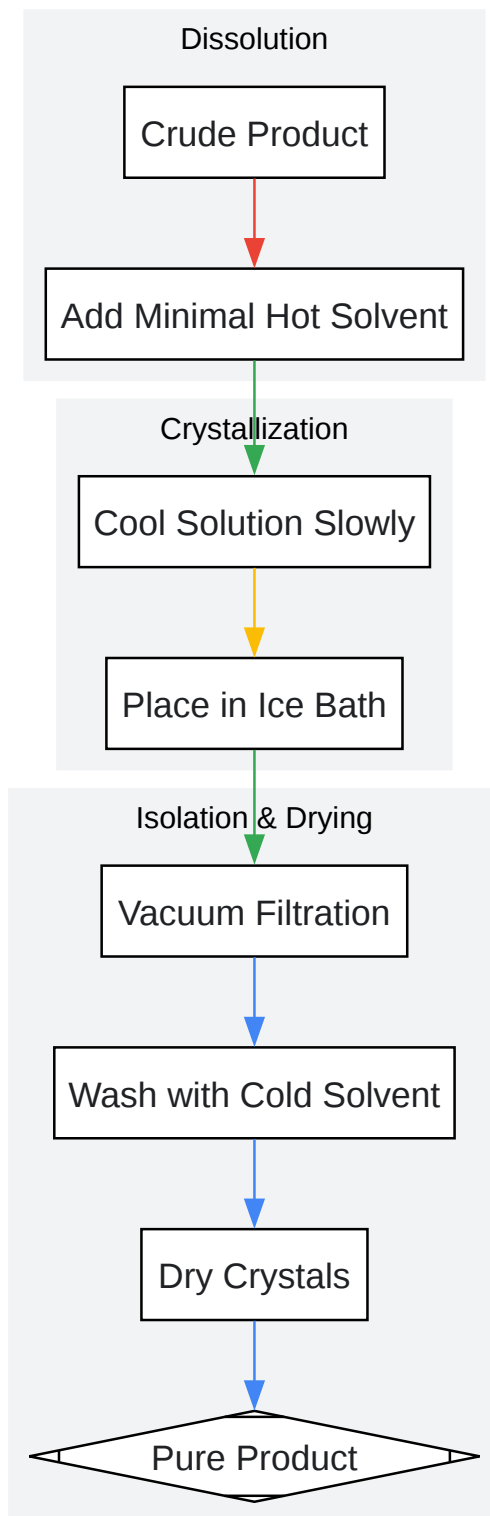 Dissolution
Crude Product
Add Minimal Hot Solvent
Crystallization
Cool Solution Slowly
Place in Ice Bath
Isolation & Drying
Vacuum Filtration
Wash with Cold Solvent
Dry Crystals
Pure Product